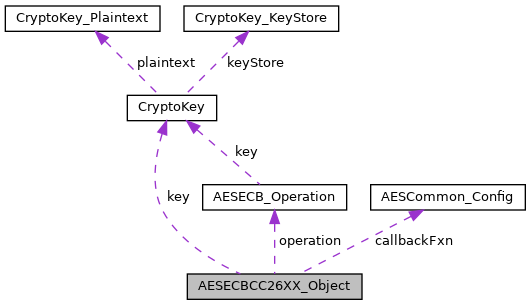 CryptoKey_Plaintext
CryptoKey_KeyStore
plaintext
keyStore
CryptoKey
key
key
AESECB_Operation
AESCommon_Config
operation
callbackFxn
AESECBCC26XX_Object